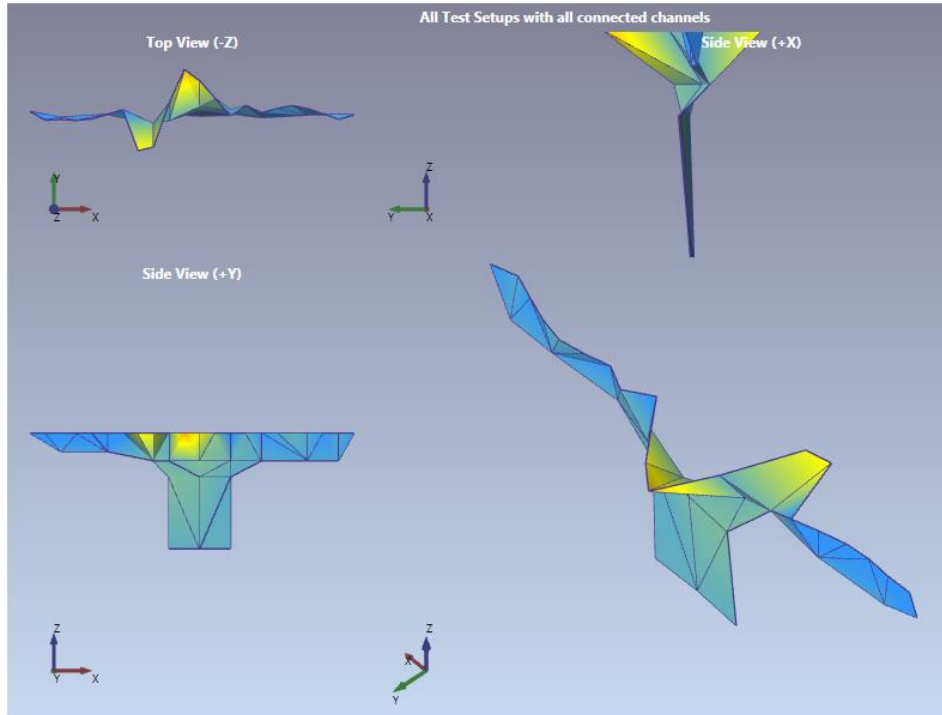 All Test Setups with all connected channels
Top View (-Z)
Side View (+X)
Y
Z
X
Z
Y
X
Side View (+Y)
Z
Y
X
Z
X
Y